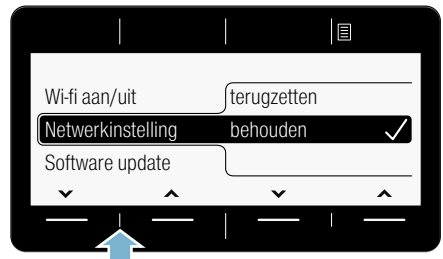 Wi-fi aan/uit terugzetten
Netwerkinstelling behouden
Software update